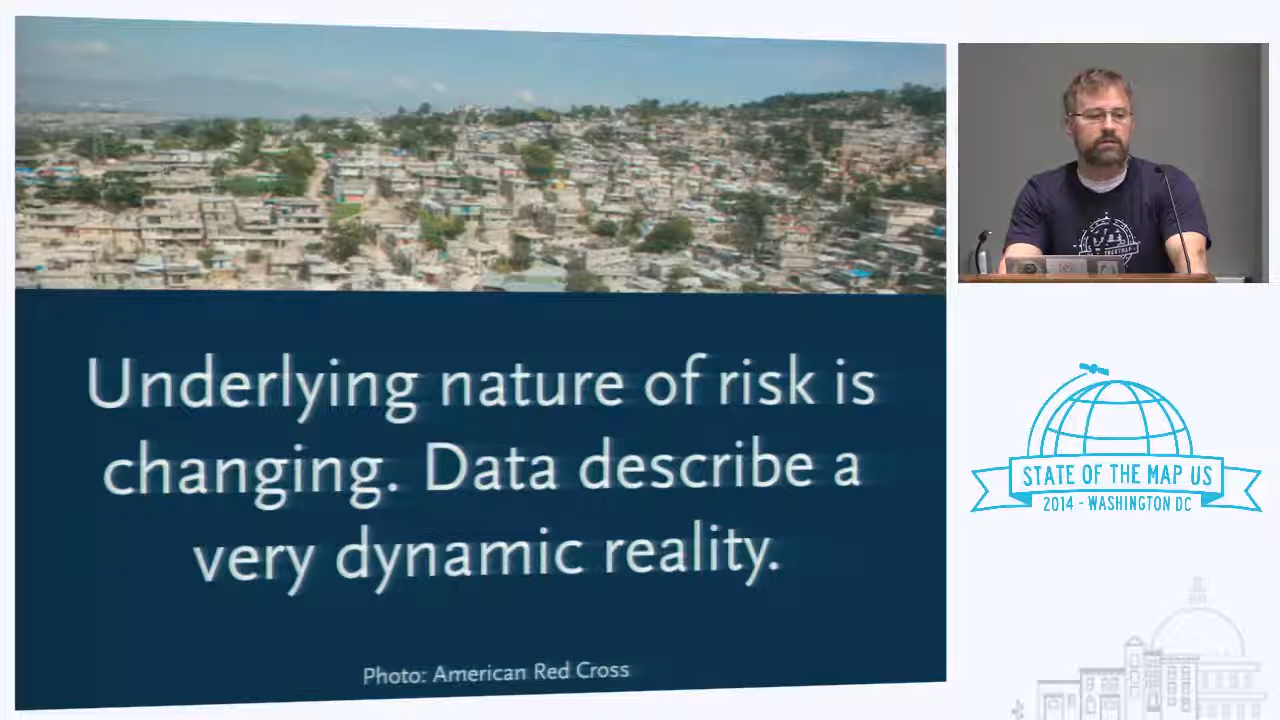 Underlying nature of risk is
changing. Data describe a
very dynamic reality.
Photo: American Red Cross
STATE OF THE MAP US
2014 - WASHINGTON DC